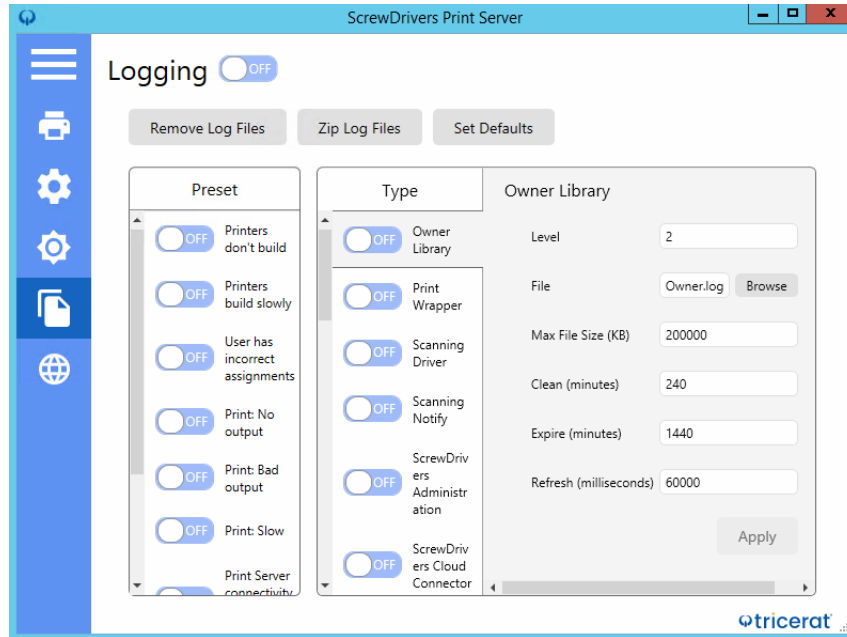 ScrewDrivers Print Server
Logging OFF
Remove Log Files
Zip Log Files
Set Defaults
Preset
OFF
Printers
don't build
OFF
Printers
build slowly
OFF
User has
incorrect
assignments
OFF
Print: No
output
OFF
Print: Bad
output
OFF
Print: Slow
Print Server
connectivity
Type
OFF
Owner
Library
OFF
Print
Wrapper
OFF
Scanning
Driver
OFF
Scanning
Notify
OFF
ScrewDriv
ers
Administr
ation
OFF
ScrewDriv
ers Cloud
Connector
Owner Library
Level 2
File Owner.log Browse
Max File Size (KB) 200000
Clean (minutes) 240
Expire (minutes) 1440
Refresh (milliseconds) 60000
Apply
tricerat